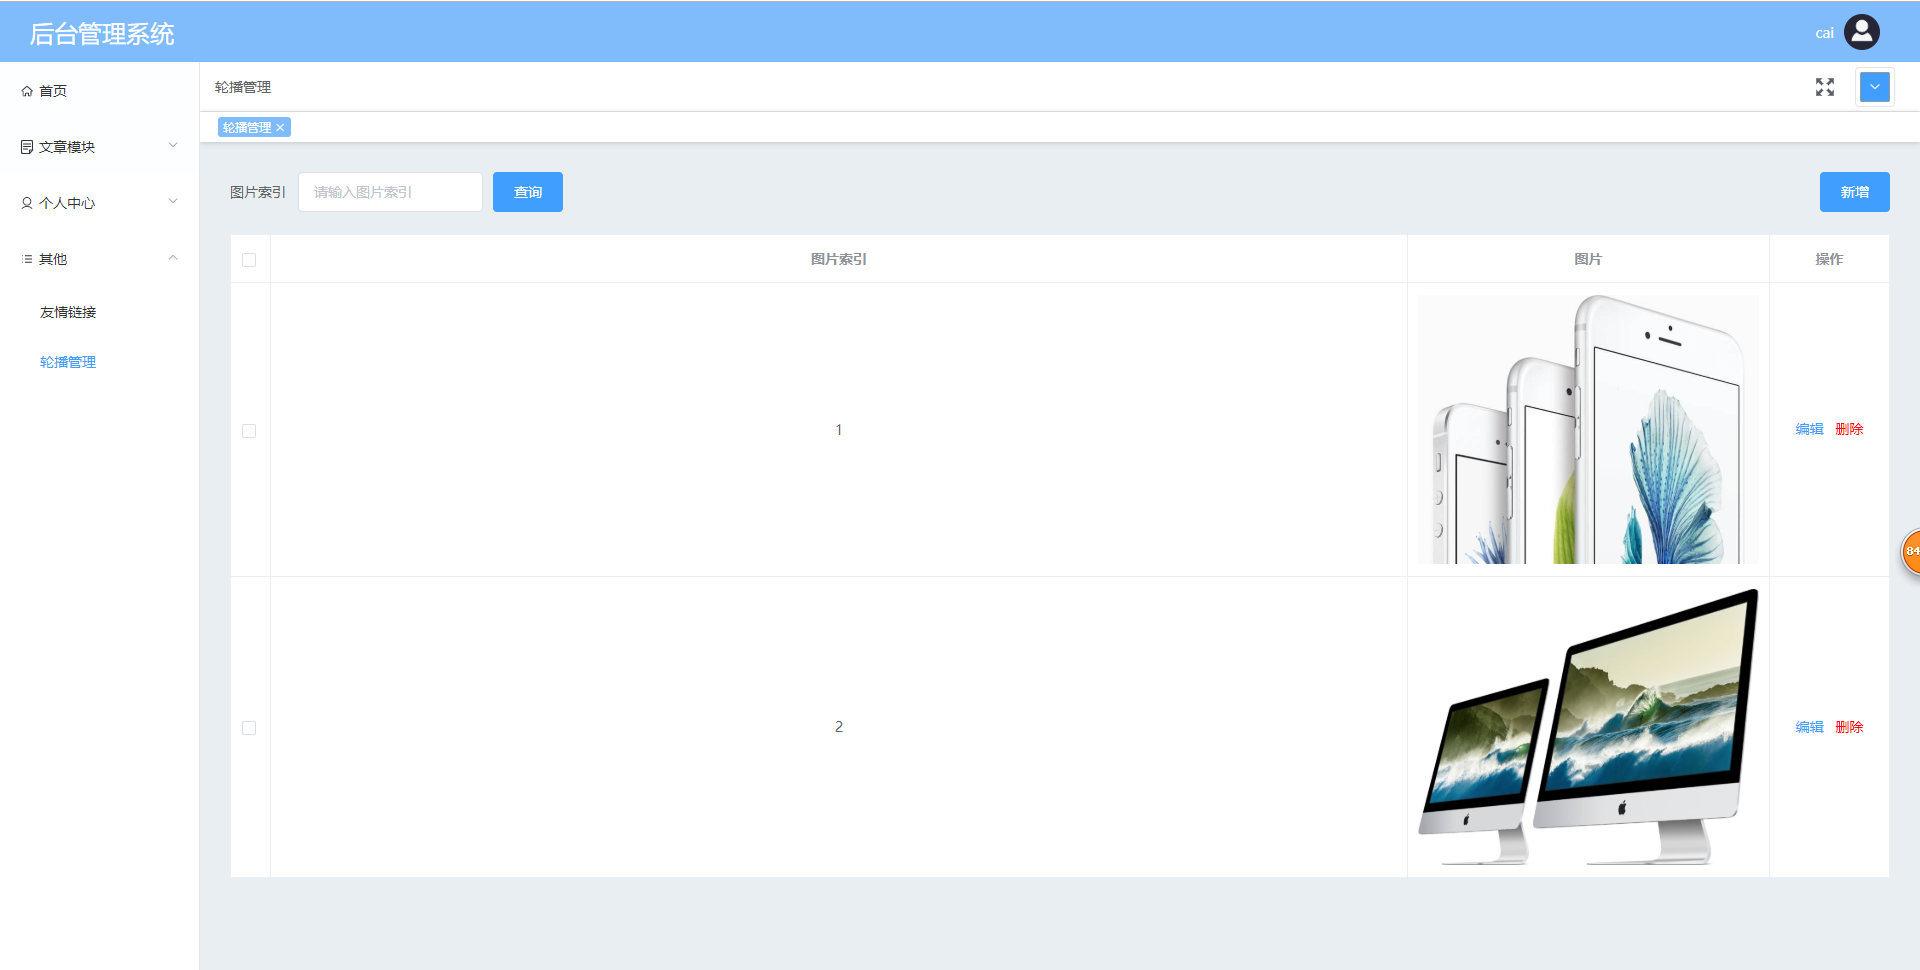 后台管理系统
cai
首页
文章模块
个人中心
其他
友情链接
轮播管理
轮播管理
轮播管理
图片索引 请输入图片索引 查询 新增
图片索引 图片 操作
1 编辑 删除
2 编辑 删除
84